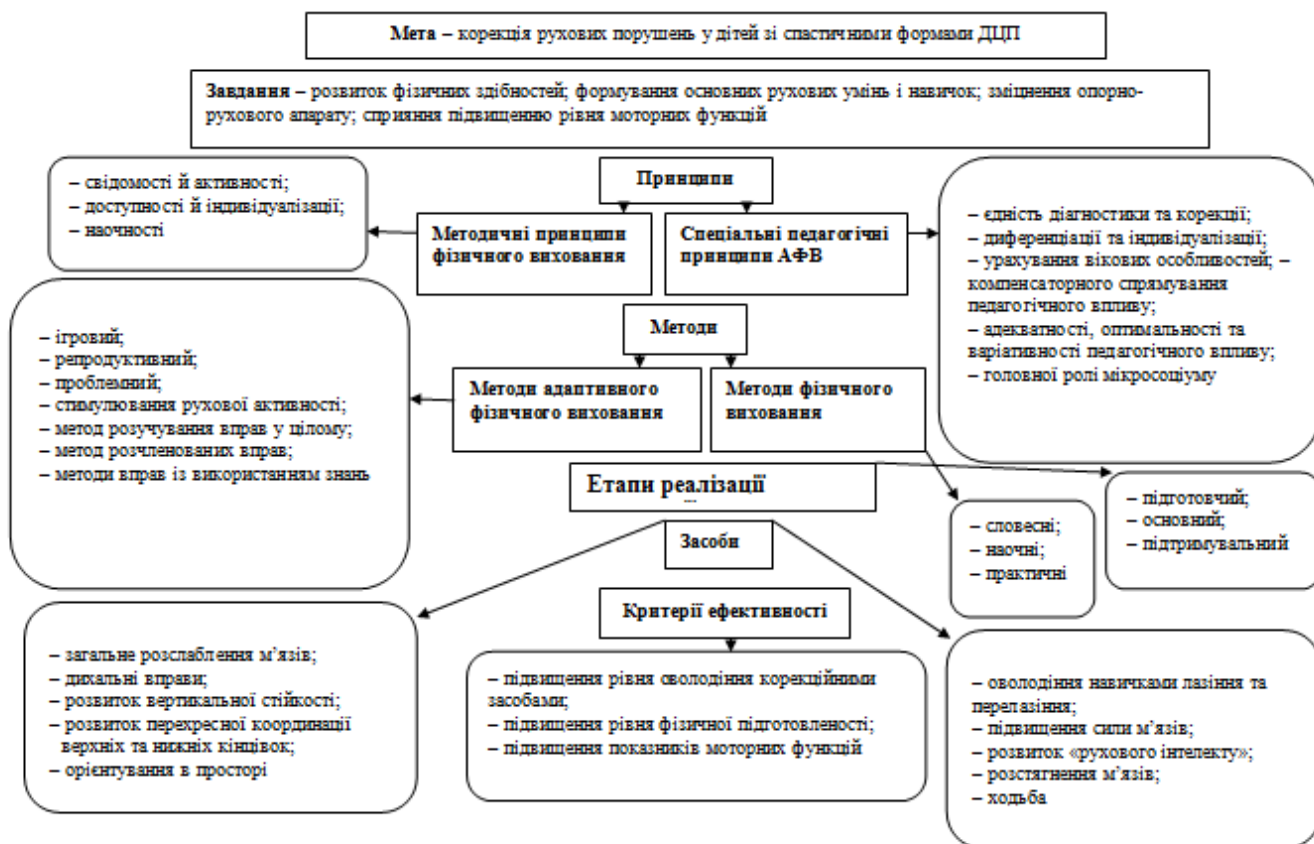 Мета – корекція рухових порушень у дітей зі спастичними формами ДЦП
Завдання – розвиток фізичних здібностей; формування основних рухових умінь і навичок; зміцнення опорно-
рухового апарату; сприяння підвищенню рівня моторних функцій
Принципи
– свідомості й активності;
– доступності й індивідуалізації;
– наочності
Методичні принципи
фізичного виховання
Спеціальні педагогічні
принципи АФВ
– єдність діагностики та корекції;
– диференціації та індивідуалізації;
– урахування вікових особливостей; –
компенсаторного спрямування
педагогічного впливу;
– адекватності, оптимальності та
варіативності педагогічного впливу;
– головної ролі мікросоціуму
Методи
– ігровий;
– репродуктивний;
– проблемний;
– стимулювання рухової активності;
– метод розучування вправ у цілому;
– метод розчленованих вправ;
– методи вправ із використанням знань
Методи адаптивного
фізичного виховання
Методи фізичного
виховання
Етапи реалізації
– словесні;
– наочні;
– практичні
– підготовчий;
– основний;
– підтримувальний
Засоби
Критерії ефективності
– загальне розслаблення м’язів;
– дихальні вправи;
– розвиток вертикальної стійкості;
– розвиток перехресної координації
верхніх та нижніх кінцівок;
– орієнтування в просторі
– підвищення рівня оволодіння корекційними
засобами;
– підвищення рівня фізичної підготовленості;
– підвищення показників моторних функцій
– оволодіння навичками лазіння та
перелазіння;
– підвищення сили м’язів;
– розвиток «рухового інтелекту»;
– розстягнення м’язів;
– ходьба